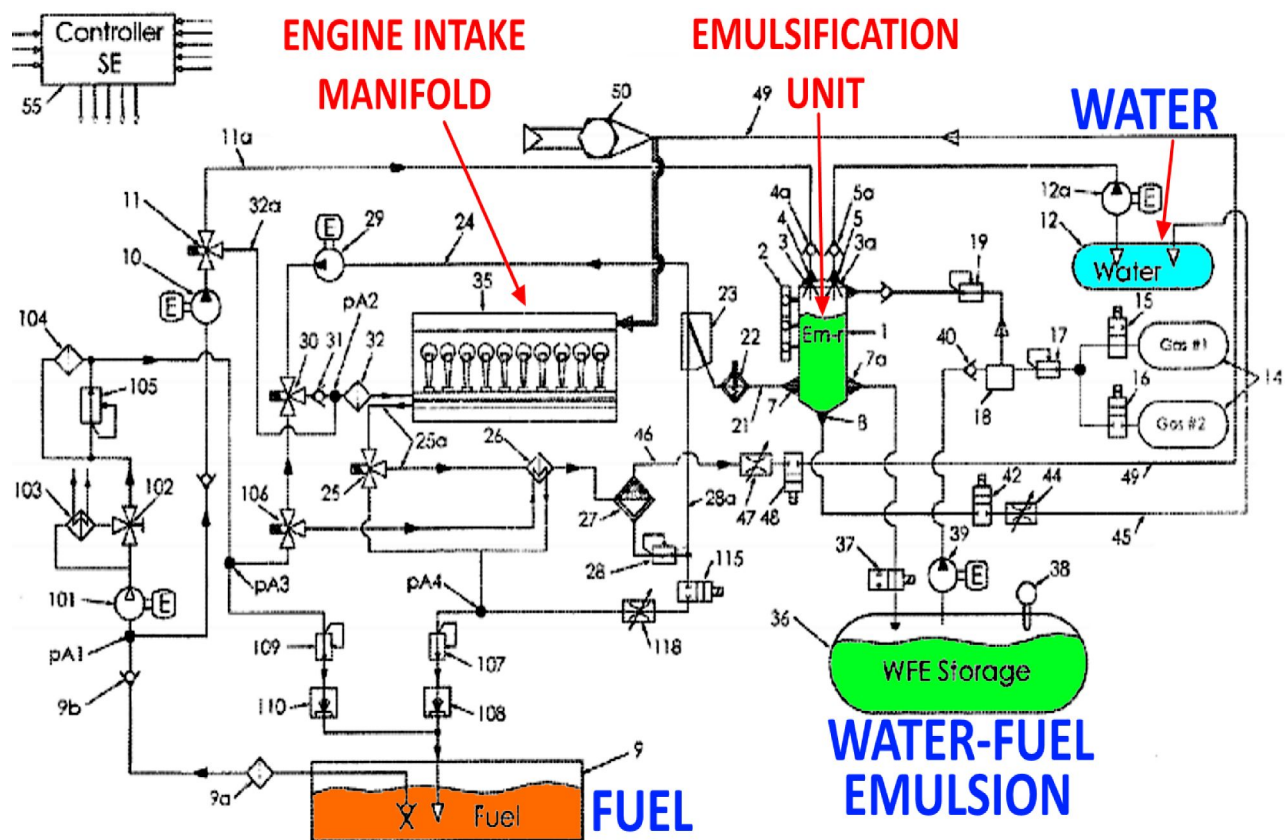 Controller
SE
55
ENGINE INTAKE
MANIFOLD
EMULSIFICATION
UNIT
WATER
50
49
11a
11
32a
29
24
4a
5a
4
5
3
3a
2
12a
E
12
Water
19
10
E
E
35
23
22
Em-r
1
15
Gas #1
104
pA2
30
31
32
40
17
14
105
7a
7
21
8
18
16
Gas #2
25a
26
46
103
102
25
106
27
47
48
28a
42
44
49
45
37
39
E
38
101
E
pA3
28
115
pA4
36
pA1
109
107
118
WFE Storage
9b
110
108
WATER-FUEL
EMULSION
9
9a
Fuel
FUEL